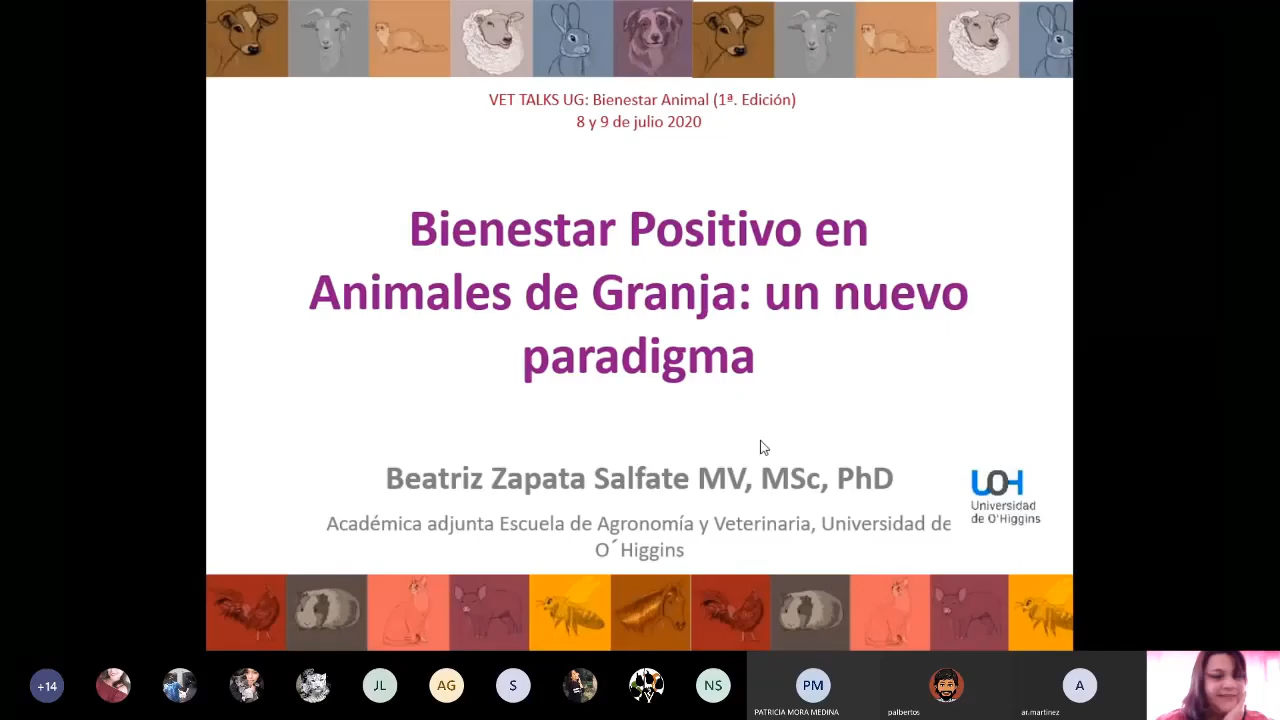 VET TALKS UG: Bienestar Animal (1ª. Edición)
8 y 9 de julio 2020
Bienestar Positivo en
Animales de Granja: un nuevo
paradigma
Beatriz Zapata Salfate MV, MSc, PhD
Académica adjunta Escuela de Agronomía y Veterinaria, Universidad de
O´Higgins
UOH
Universidad
de O'Higgins
+14
JL
AG
S
NS
PM
A
PATRICIA MORA MEDINA
palbertos
ar.martinez